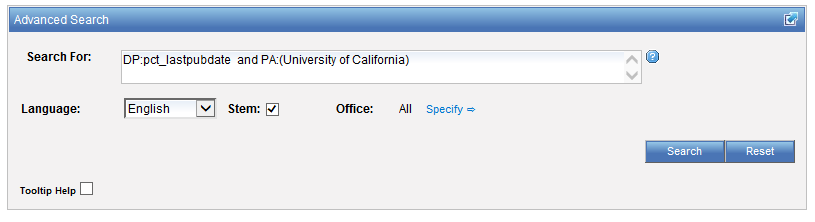 Advanced Search
Search For: DP:pct_lastpubdate and PA:(University of California)
Language: English Stem: Office: All Specify ⇨
Search Reset
Tooltip Help